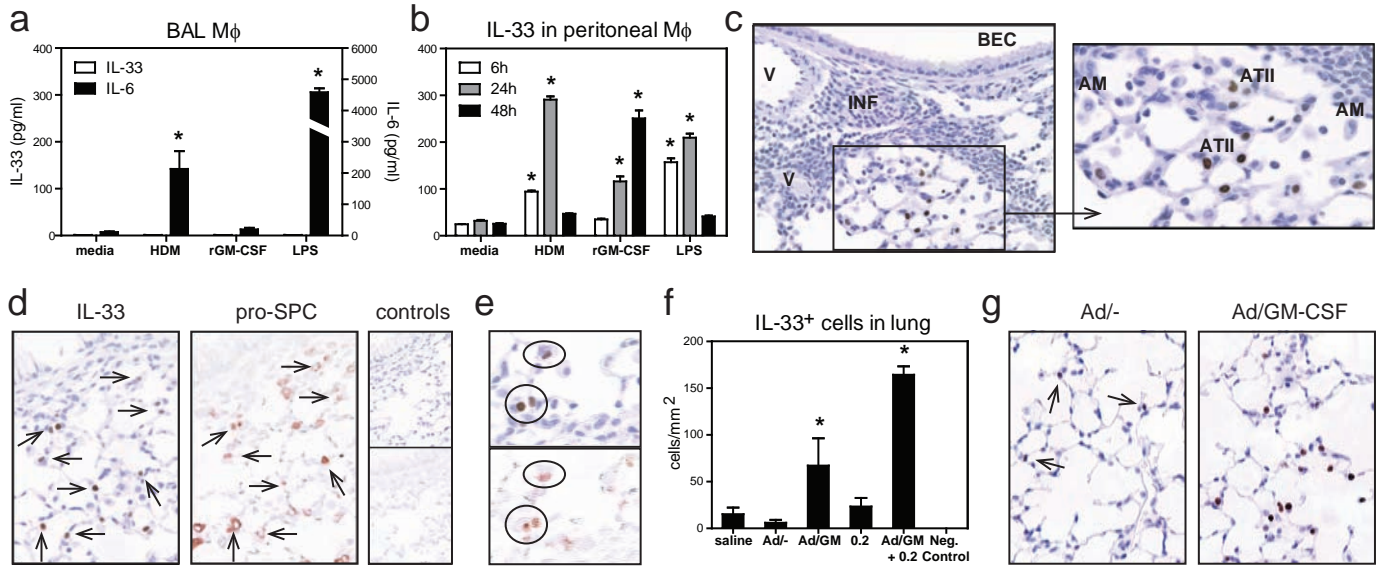 a
BAL Mϕ
IL-33 (pg/ml)
400
300
200
100
0
IL-33
IL-6
*
*
6000
5000
4000
500
400
300
200
100
0
IL-6 (pg/ml)
media HDM rGM-CSF LPS
b
IL-33 in peritoneal Mϕ
400
300
200
100
0
6h
24h
48h
*
*
*
*
*
*
media HDM rGM-CSF LPS
c
BEC
V
INF
V
ATII
AM
AM
ATII
d
IL-33
pro-SPC
controls
e
f
IL-33+ cells in lung
cells/mm2
200
150
100
50
0
*
*
saline Ad/- Ad/GM 0.2 Ad/GM + 0.2 Neg. Control
g
Ad/-
Ad/GM-CSF